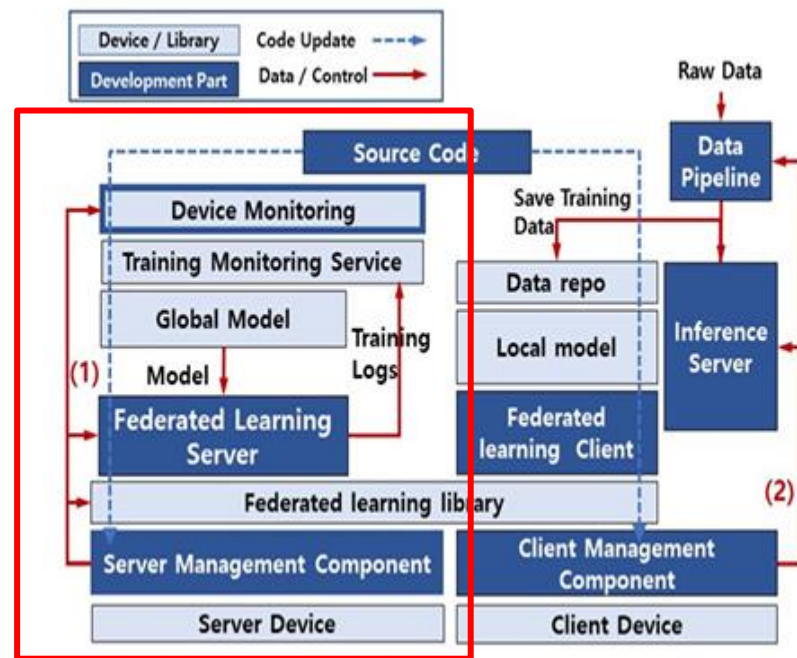 Device / Library
Code Update
Development Part
Data / Control
Raw Data
Source Code
Data
Pipeline
Device Monitoring
Save Training
Data
Training Monitoring Service
Data repo
Global Model
Training
Logs
Local model
Inference
Server
(1)
Model
Federated Learning
Server
Federated
learning Client
Federated learning library
(2)
Server Management Component
Client Management
Component
Server Device
Client Device